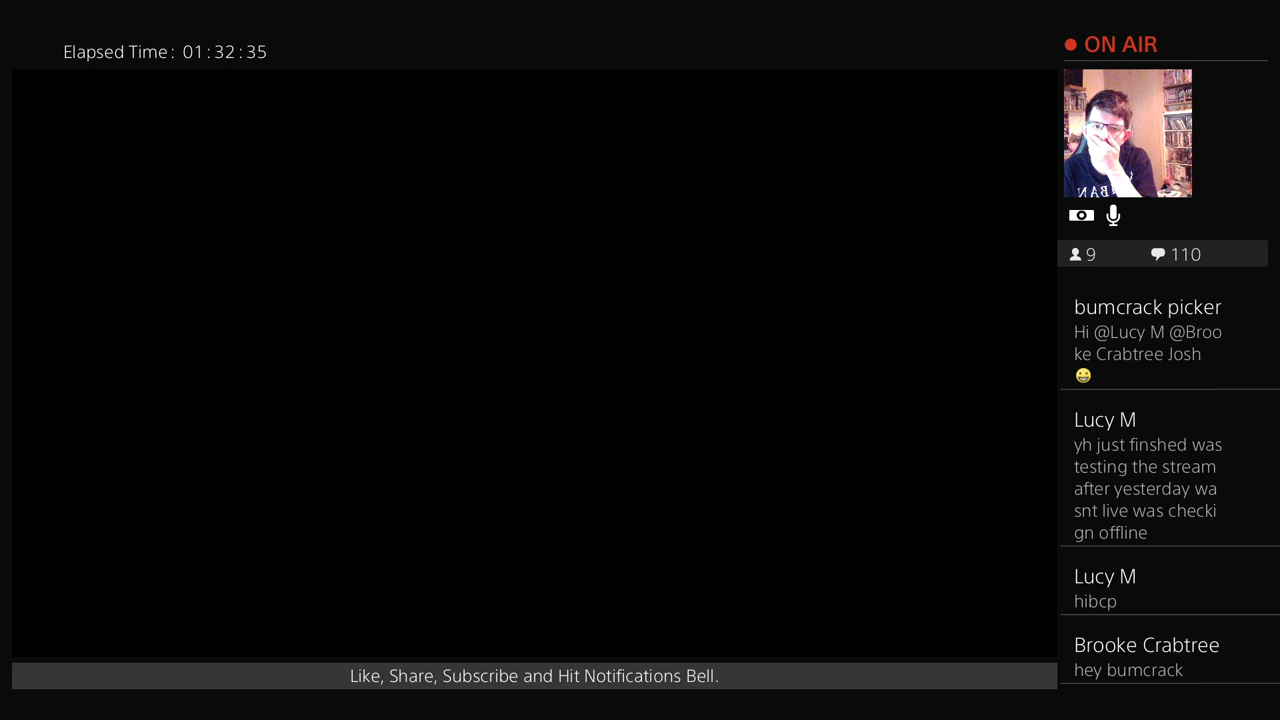 Elapsed Time: 01:32:35
ON AIR
9 110
bumcrack picker
Hi @Lucy M @Broo
ke Crabtree Josh
😀
Lucy M
yh just finshed was
testing the stream
after yesterday wa
snt live was checki
gn offline
Lucy M
hibcp
Brooke Crabtree
hey bumcrack
Like, Share, Subscribe and Hit Notifications Bell.